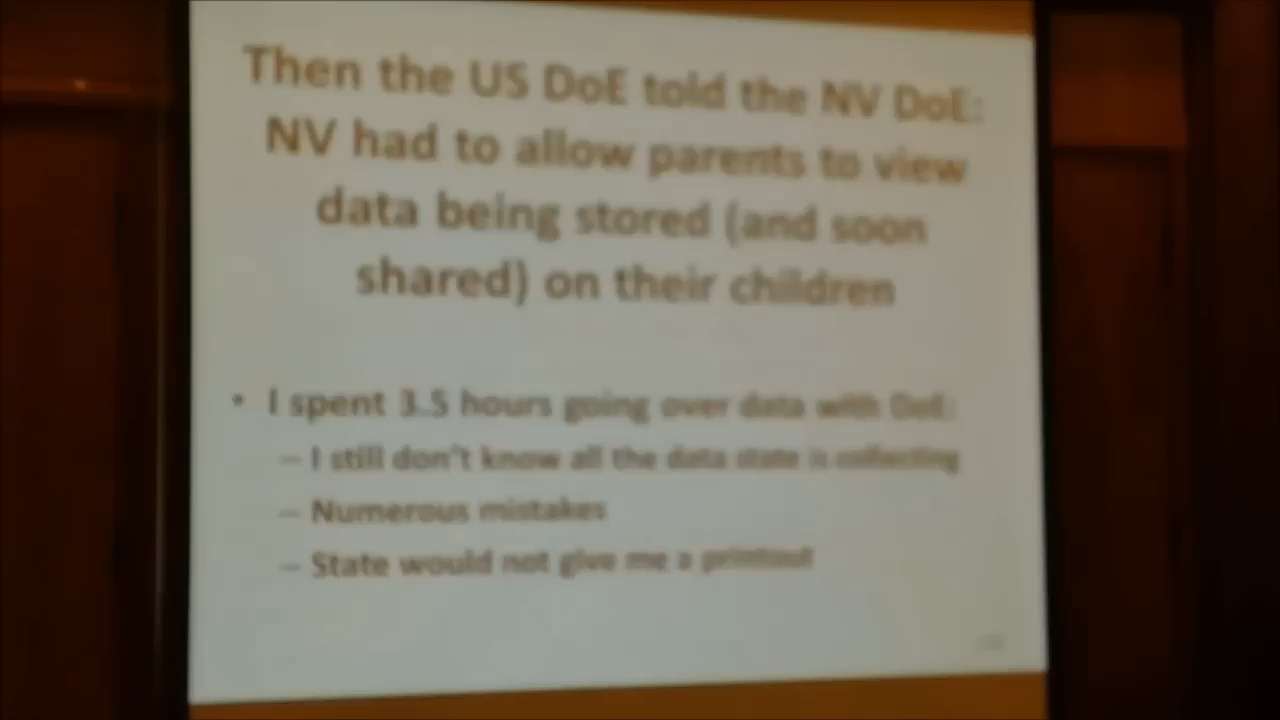 Then the US DoE told the NV DoE:
NV had to allow parents to view
data being stored (and soon
shared) on their children
• I spent 3.5 hours going over data with DoE:
– I still don't know all the data state is collecting
– Numerous mistakes
– State would not give me a printout